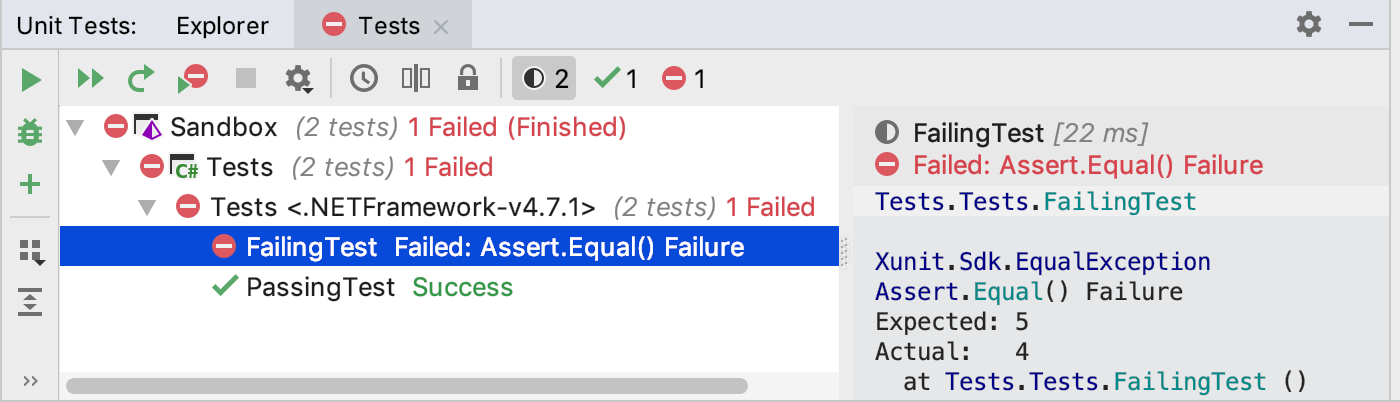 Unit Tests: Explorer Tests
2 1 1
Sandbox (2 tests) 1 Failed (Finished)
C# Tests (2 tests) 1 Failed
Tests <.NETFramework-v4.7.1> (2 tests) 1 Failed
FailingTest Failed: Assert.Equal() Failure
PassingTest Success
FailingTest [22 ms]
Failed: Assert.Equal() Failure
Tests.Tests.FailingTest
Xunit.Sdk.EqualException
Assert.Equal() Failure
Expected: 5
Actual: 4
at Tests.Tests.FailingTest ()